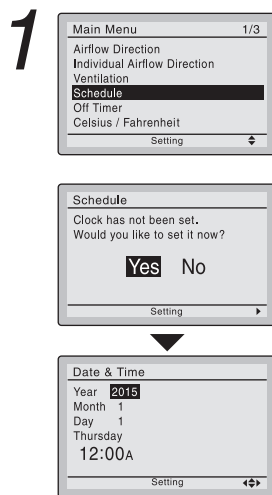 1
Main Menu 1/3
Airflow Direction
Individual Airflow Direction
Ventilation
Schedule
Off Timer
Celsius / Fahrenheit
Setting
Schedule
Clock has not been set.
Would you like to set it now?
Yes No
Setting
Date & Time
Year 2015
Month 1
Day 1
Thursday
12:00A
Setting